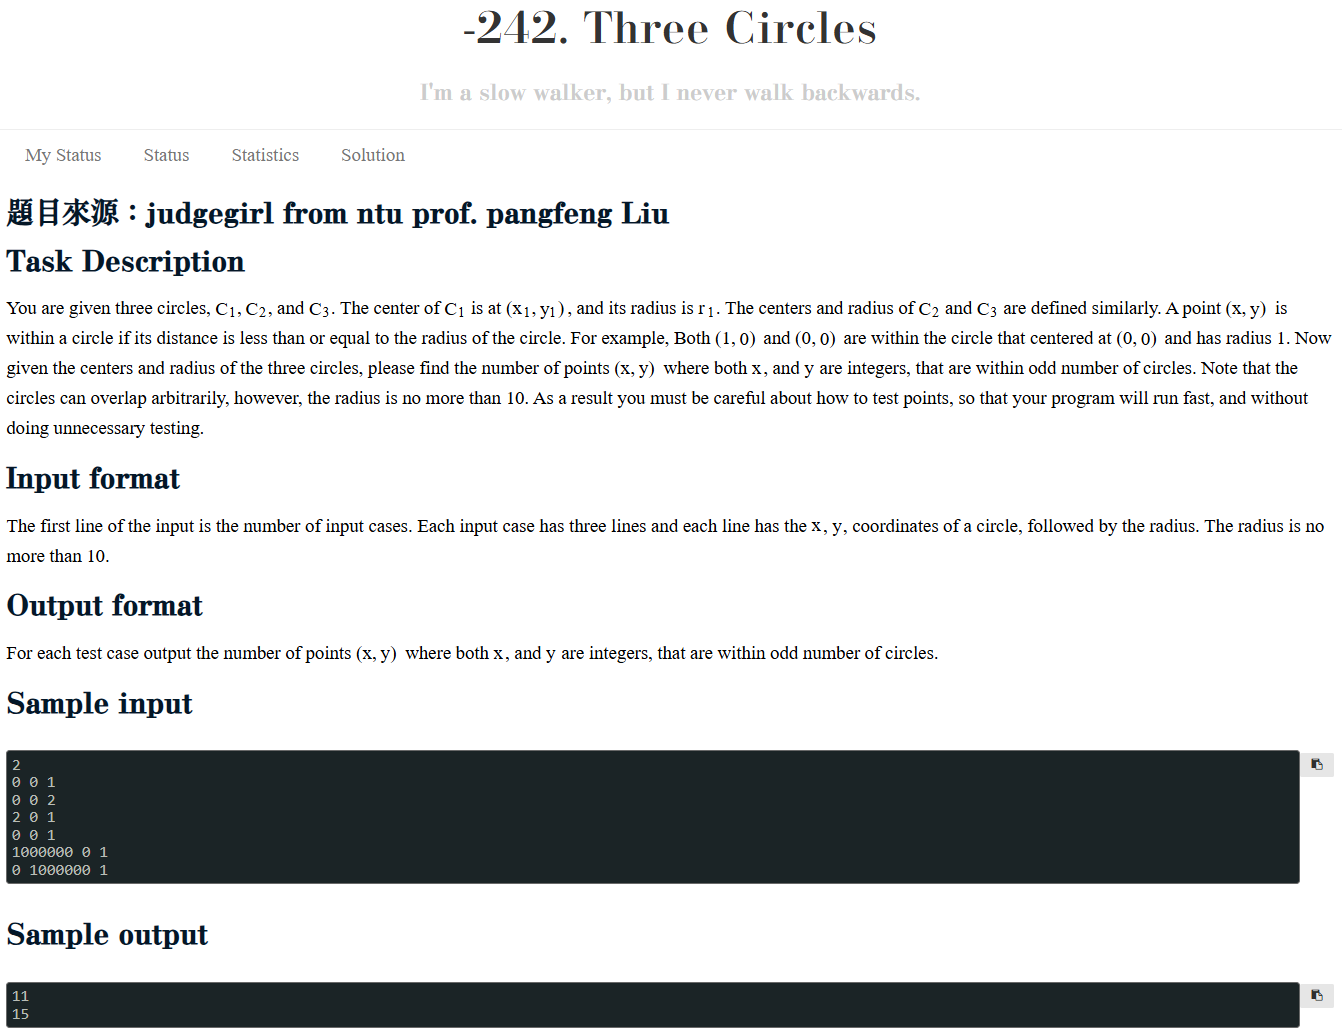 -242. Three Circles
I'm a slow walker, but I never walk backwards.
My Status Status Statistics Solution
題目來源：judgegirl from ntu prof. pangfeng Liu
Task Description
You are given three circles, C₁, C₂, and C₃. The center of C₁ is at (x₁, y₁), and its radius is r₁. The centers and radius of C₂ and C₃ are defined similarly. A point (x, y) is
within a circle if its distance is less than or equal to the radius of the circle. For example, Both (1, 0) and (0, 0) are within the circle that centered at (0, 0) and has radius 1. Now
given the centers and radius of the three circles, please find the number of points (x, y) where both x, and y are integers, that are within odd number of circles. Note that the
circles can overlap arbitrarily, however, the radius is no more than 10. As a result you must be careful about how to test points, so that your program will run fast, and without
doing unnecessary testing.
Input format
The first line of the input is the number of input cases. Each input case has three lines and each line has the x, y, coordinates of a circle, followed by the radius. The radius is no
more than 10.
Output format
For each test case output the number of points (x, y) where both x, and y are integers, that are within odd number of circles.
Sample input
2
0 0 1
0 0 2
2 0 1
0 0 1
1000000 0 1
0 1000000 1
Sample output
11
15